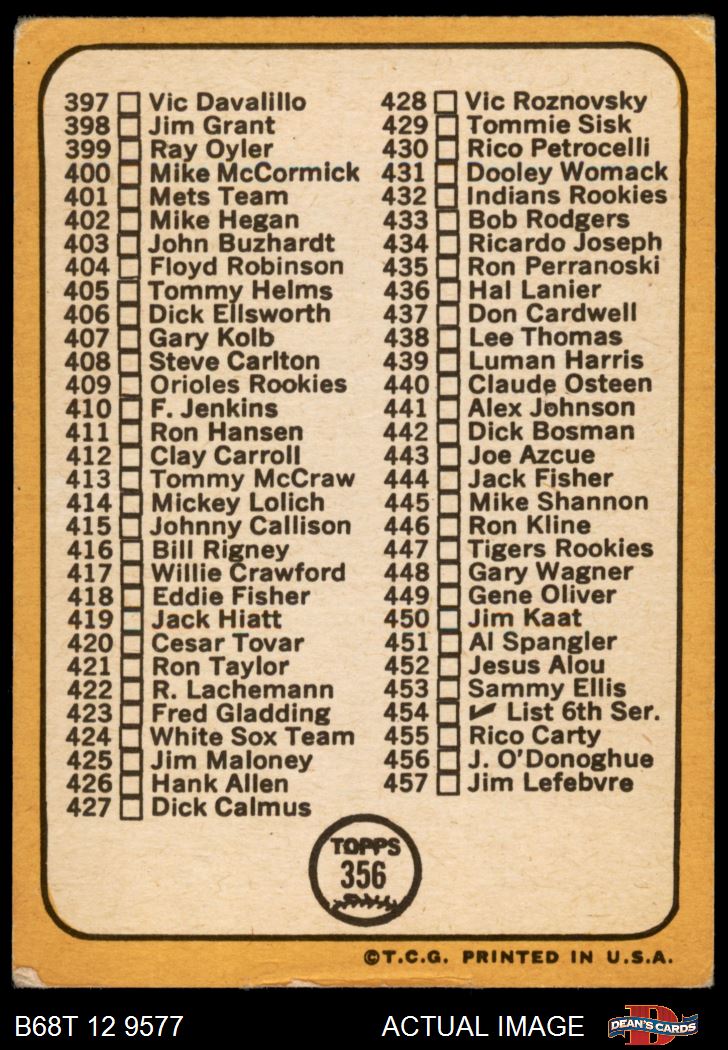 397 Vic Davalillo
398 Jim Grant
399 Ray Oyler
400 Mike McCormick
401 Mets Team
402 Mike Hegan
403 John Buzhardt
404 Floyd Robinson
405 Tommy Helms
406 Dick Ellsworth
407 Gary Kolb
408 Steve Carlton
409 Orioles Rookies
410 F. Jenkins
411 Ron Hansen
412 Clay Carroll
413 Tommy McCraw
414 Mickey Lolich
415 Johnny Callison
416 Bill Rigney
417 Willie Crawford
418 Eddie Fisher
419 Jack Hiatt
420 Cesar Tovar
421 Ron Taylor
422 R. Lachemann
423 Fred Gladding
424 White Sox Team
425 Jim Maloney
426 Hank Allen
427 Dick Calmus
428 Vic Roznovsky
429 Tommie Sisk
430 Rico Petrocelli
431 Dooley Womack
432 Indians Rookies
433 Bob Rodgers
434 Ricardo Joseph
435 Ron Perranoski
436 Hal Lanier
437 Don Cardwell
438 Lee Thomas
439 Luman Harris
440 Claude Osteen
441 Alex Johnson
442 Dick Bosman
443 Joe Azcue
444 Jack Fisher
445 Mike Shannon
446 Ron Kline
447 Tigers Rookies
448 Gary Wagner
449 Gene Oliver
450 Jim Kaat
451 Al Spangler
452 Jesus Alou
453 Sammy Ellis
454 ✔ List 6th Ser.
455 Rico Carty
456 J. O'Donoghue
457 Jim Lefebvre
TOPPS
356
©T.C.G. PRINTED IN U.S.A.
B68T 12 9577
ACTUAL IMAGE
D
DEAN'S CARDS